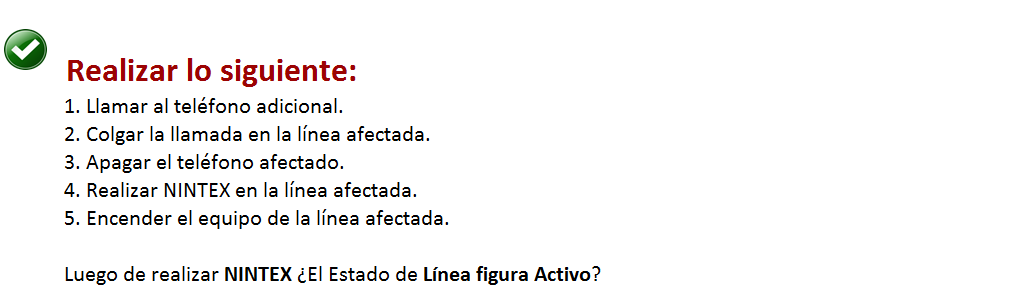 Realizar lo siguiente:
1. Llamar al teléfono adicional.
2. Colgar la llamada en la línea afectada.
3. Apagar el teléfono afectado.
4. Realizar NINTEX en la línea afectada.
5. Encender el equipo de la línea afectada.
Luego de realizar NINTEX ¿El Estado de Línea figura Activo?